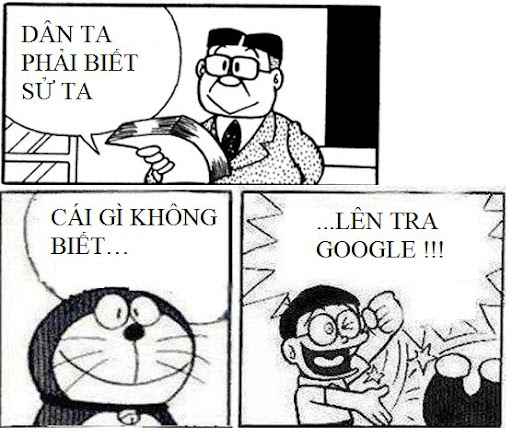 DÂN TA
PHẢI BIẾT
SỬ TA
CÁI GÌ KHÔNG
BIẾT...
...LÊN TRA
GOOGLE !!!